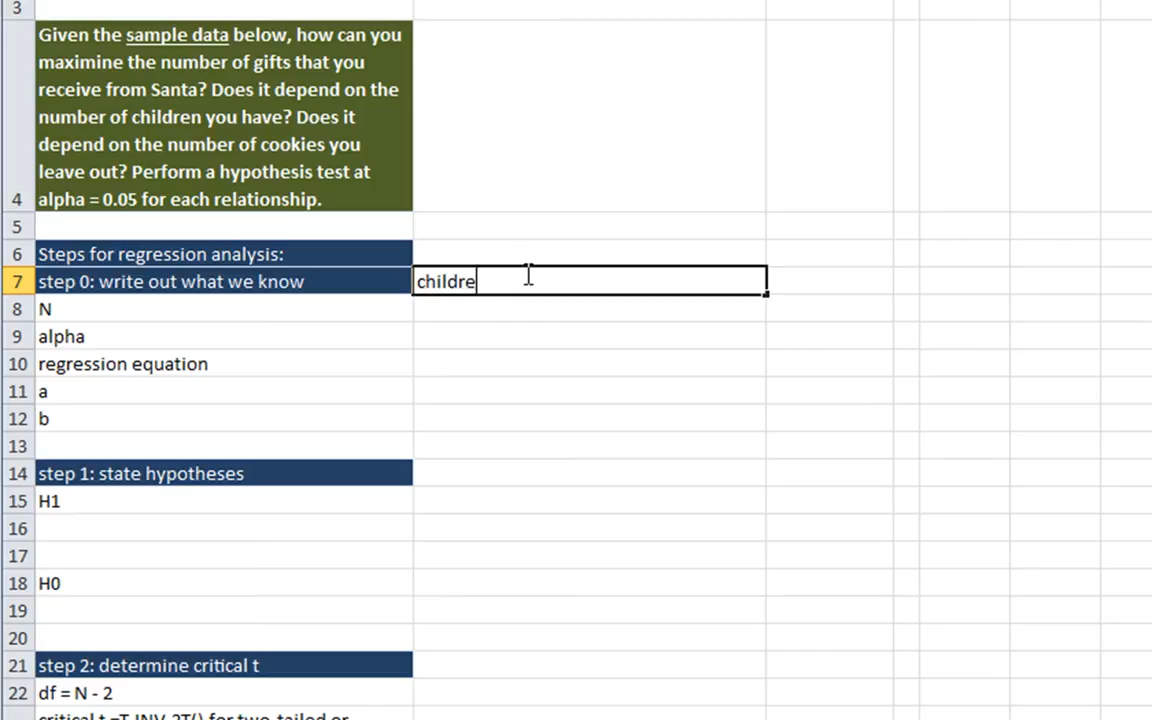 3
Given the sample data below, how can you
maximine the number of gifts that you
receive from Santa? Does it depend on the
number of children you have? Does it
depend on the number of cookies you
leave out? Perform a hypothesis test at
4 alpha = 0.05 for each relationship.
5
6 Steps for regression analysis:
7 step 0: write out what we know childre
8 N
9 alpha
10 regression equation
11 a
12 b
13
14 step 1: state hypotheses
15 H1
16
17
18 H0
19
20
21 step 2: determine critical t
22 df = N - 2
critical t =T.INV.2T() for two-tailed or